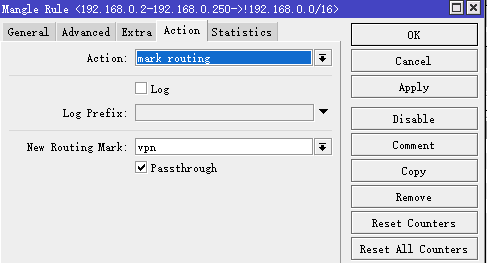 Mangle Rule <192.168.0.2-192.168.0.250->!192.168.0.0/16>
General Advanced Extra Action Statistics
Action: mark routing
Log
Log Prefix:
New Routing Mark: vpn
Passthrough
OK
Cancel
Apply
Disable
Comment
Copy
Remove
Reset Counters
Reset All Counters